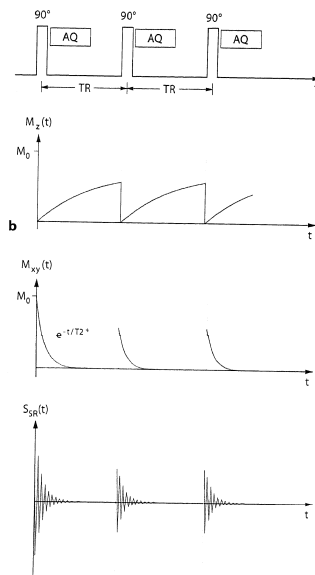 90° 90° 90°
AQ AQ AQ
TR TR
M_z(t)
M_0
b
t
M_xy(t)
M_0
e^-t/T2*
t
S_SR(t)
t